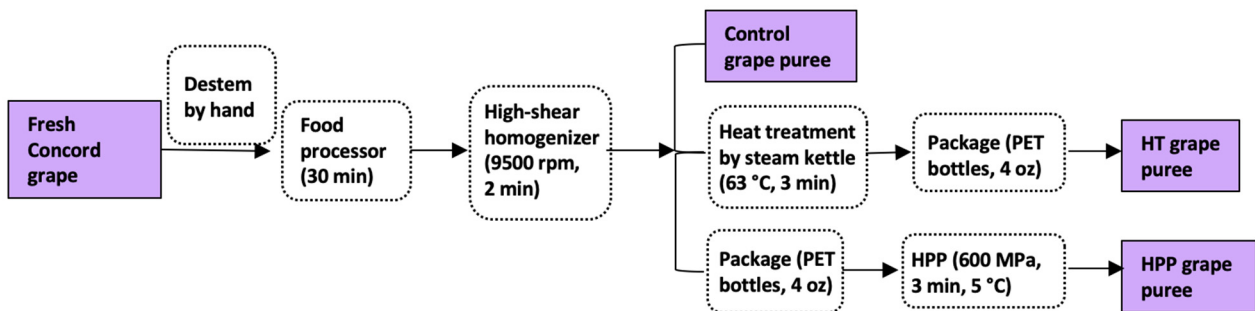 Fresh
Concord
grape
Destem
by hand
Food
processor
(30 min)
High-shear
homogenizer
(9500 rpm,
2 min)
Control
grape puree
Heat treatment
by steam kettle
(63 °C, 3 min)
Package (PET
bottles, 4 oz)
HT grape
puree
Package (PET
bottles, 4 oz)
HPP (600 MPa,
3 min, 5 °C)
HPP grape
puree